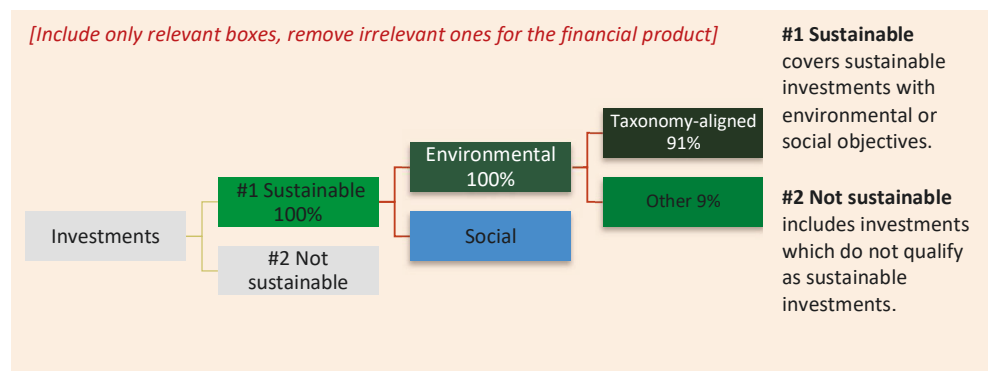 [Include only relevant boxes, remove irrelevant ones for the financial product]
Investments
#1 Sustainable
100%
#2 Not
sustainable
Environmental
100%
Social
Taxonomy-aligned
91%
Other 9%
#1 Sustainable
covers sustainable
investments with
environmental or
social objectives.
#2 Not sustainable
includes investments
which do not qualify
as sustainable
investments.